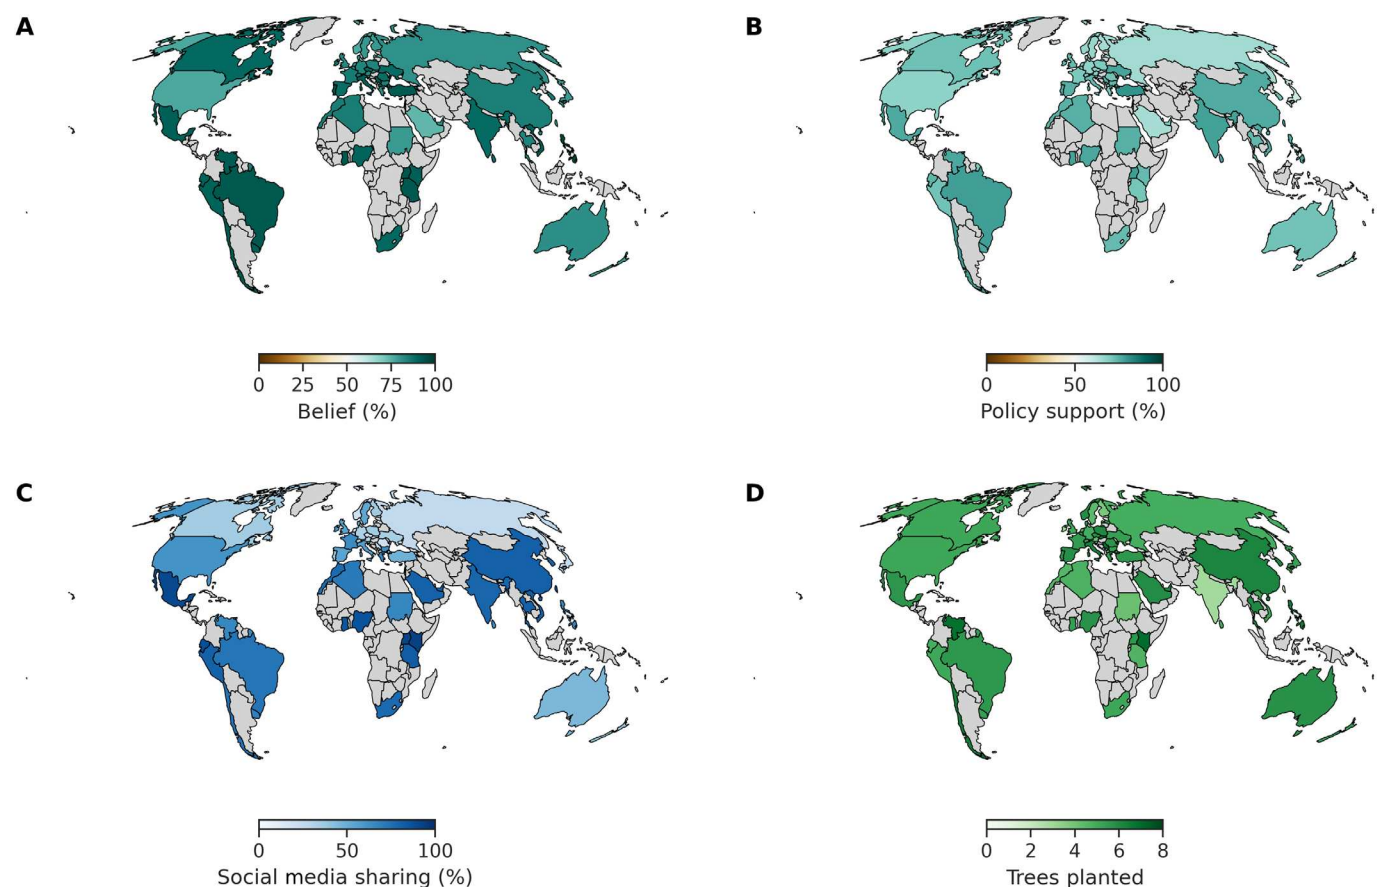 A
B
0 25 50 75 100
Belief (%)
0 50 100
Policy support (%)
C
D
0 50 100
Social media sharing (%)
0 2 4 6 8
Trees planted